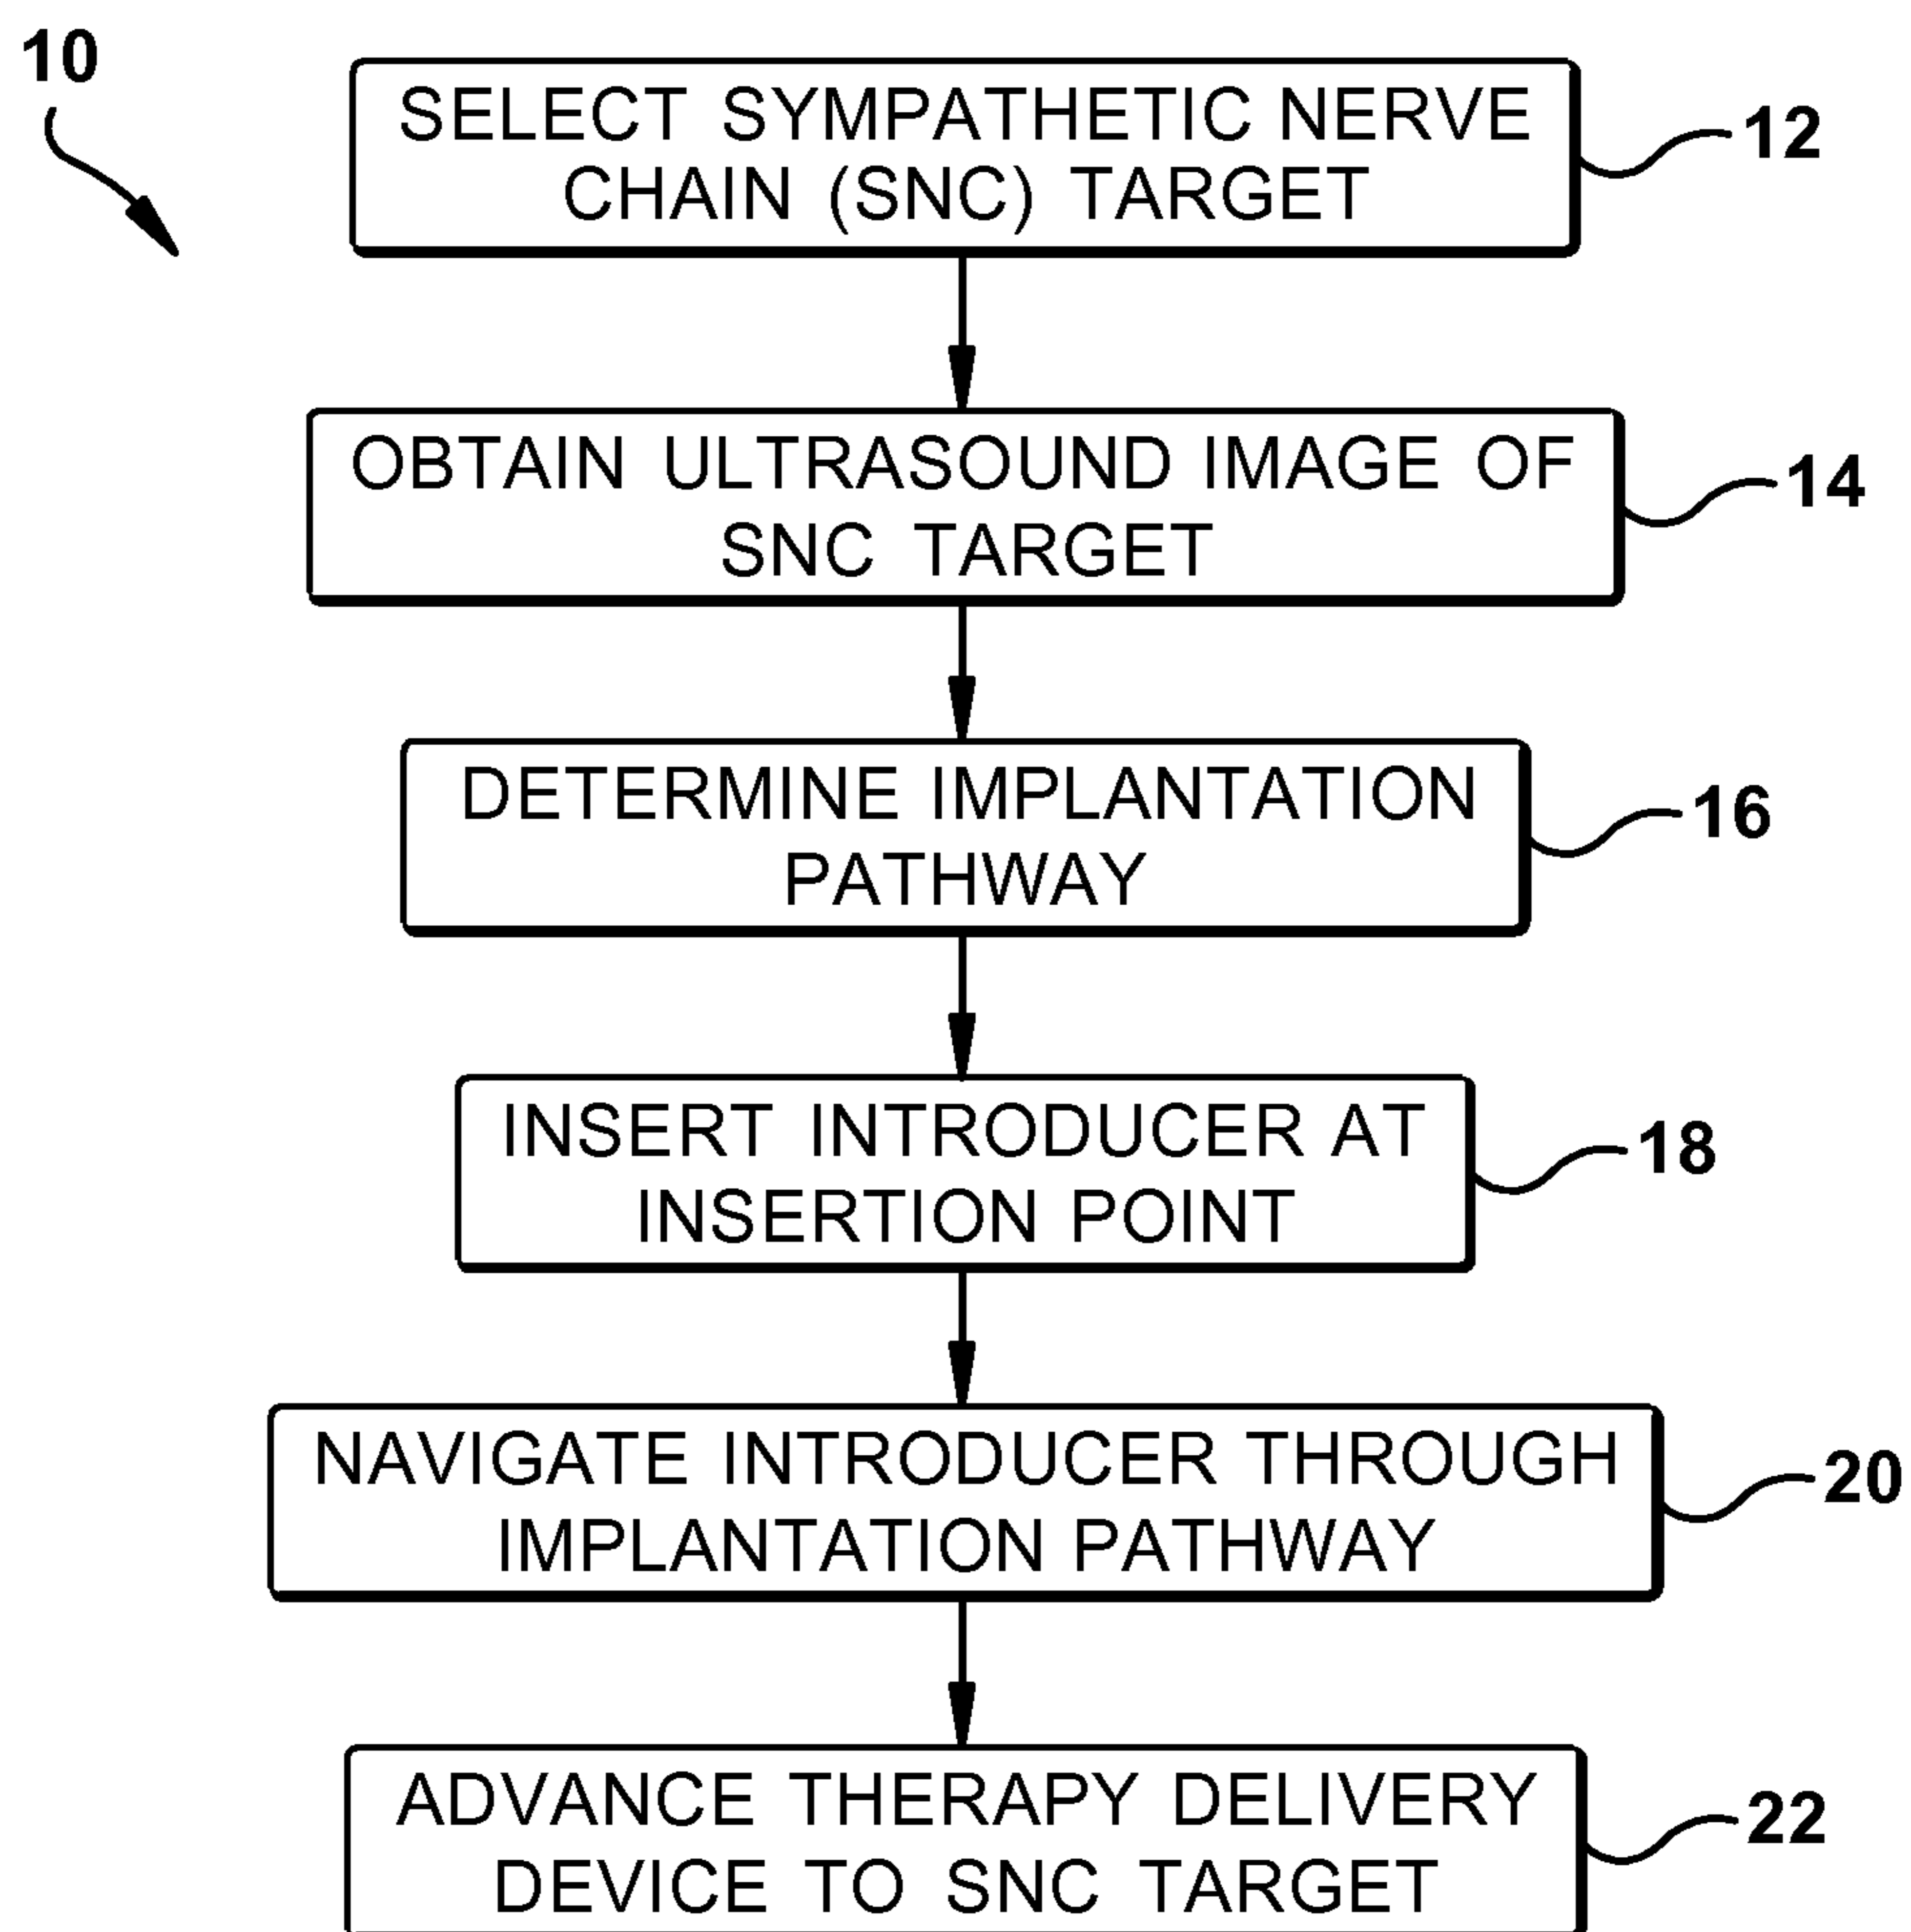 10
SELECT SYMPATHETIC NERVE
CHAIN (SNC) TARGET
12
OBTAIN ULTRASOUND IMAGE OF
SNC TARGET
14
DETERMINE IMPLANTATION
PATHWAY
16
INSERT INTRODUCER AT
INSERTION POINT
18
NAVIGATE INTRODUCER THROUGH
IMPLANTATION PATHWAY
20
ADVANCE THERAPY DELIVERY
DEVICE TO SNC TARGET
22